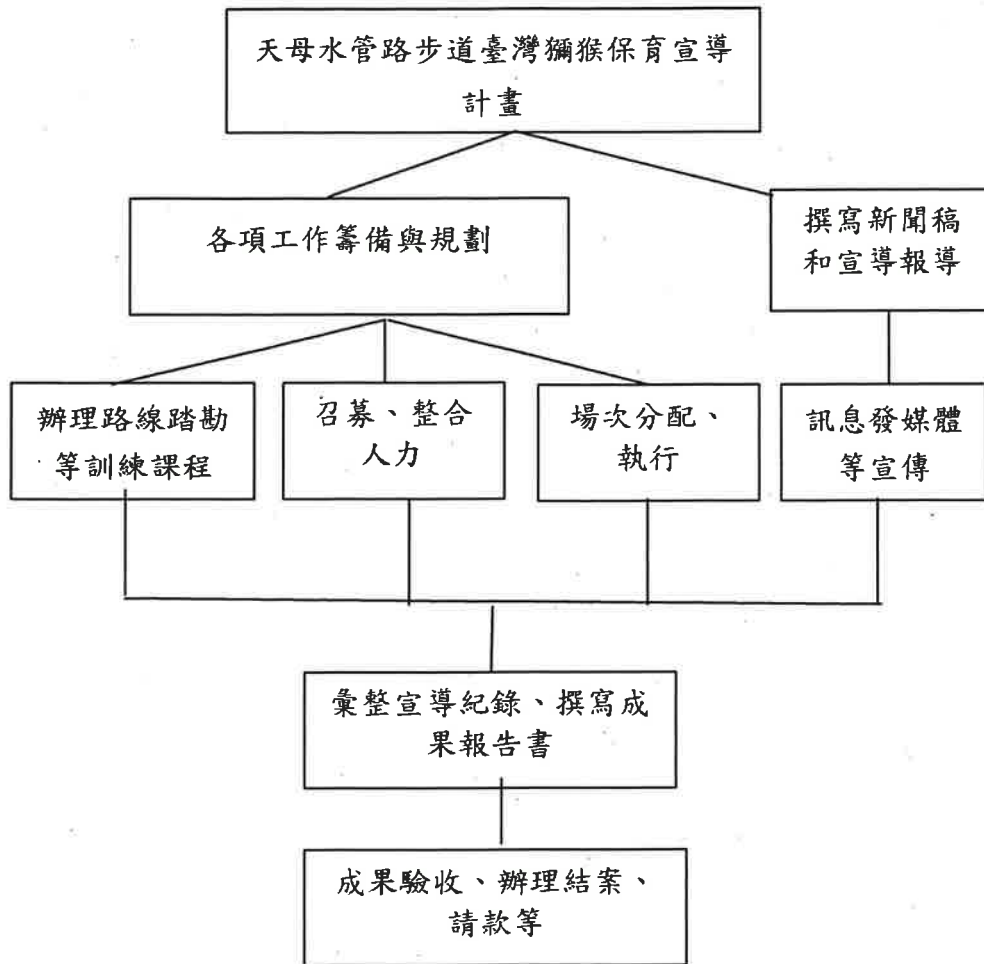 天母水管路步道臺灣獼猴保育宣導
計畫
各項工作籌備與規劃
撰寫新聞稿
和宣導報導
辦理路線踏勘
等訓練課程
召募、整合
人力
場次分配、
執行
訊息發媒體
等宣傳
彙整宣導紀錄、撰寫成
果報告書
成果驗收、辦理結案、
請款等